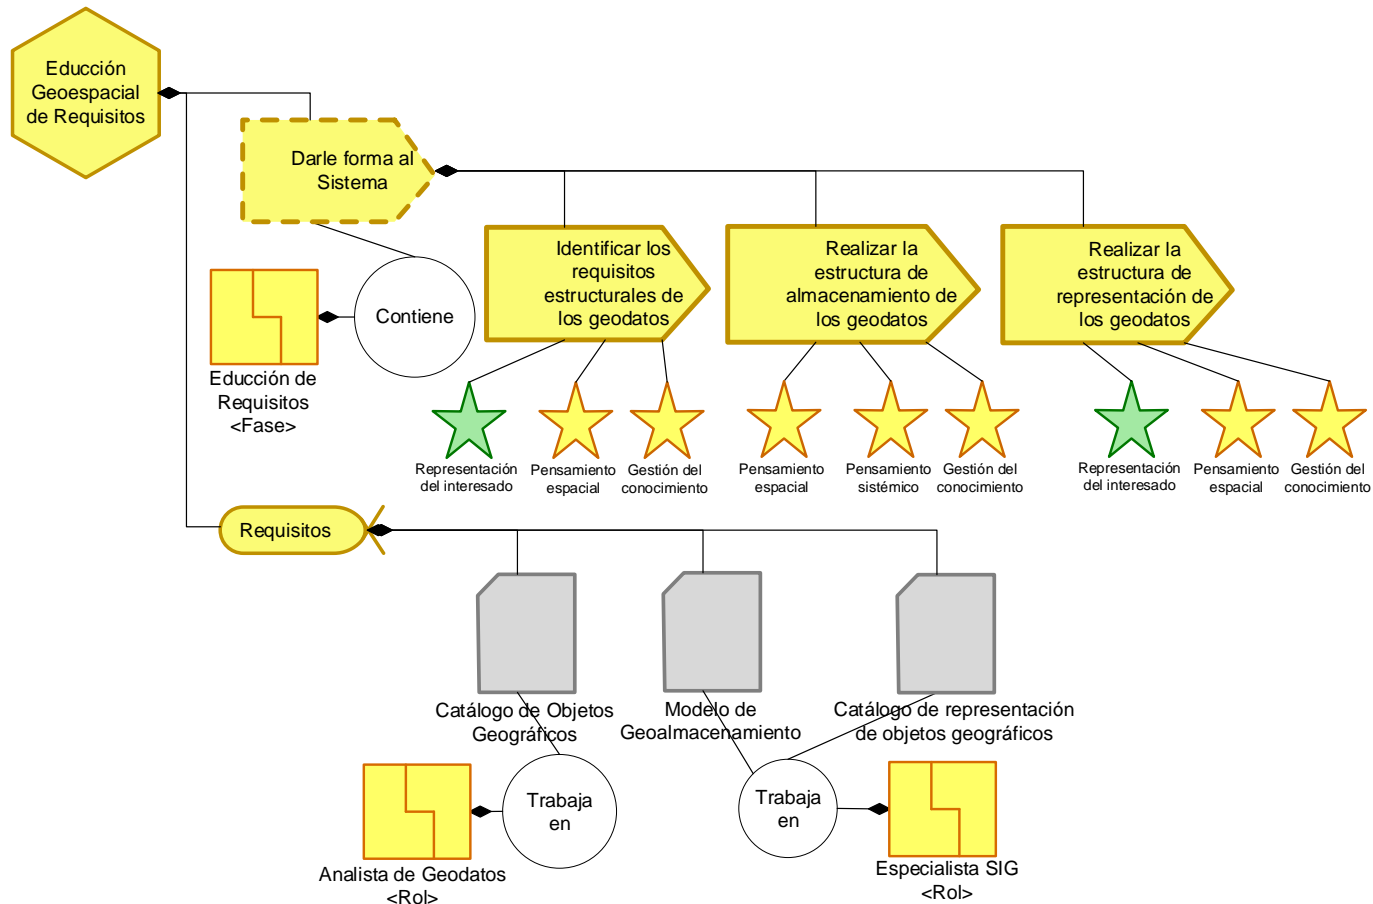 Educción
Geoespacial
de Requisitos
Darle forma al
Sistema
Identificar los
requisitos
estructurales de
los geodatos
Realizar la
estructura de
almacenamiento de
los geodatos
Realizar la
estructura de
representación de
los geodatos
Contiene
Educción de
Requisitos
<Fase>
Representación
del interesado
Pensamiento
espacial
Gestión del
conocimiento
Pensamiento
espacial
Pensamiento
sistémico
Gestión del
conocimiento
Representación
del interesado
Pensamiento
espacial
Gestión del
conocimiento
Requisitos
Catálogo de Objetos
Geográficos
Modelo de
Geoalmacenamiento
Catálogo de representación
de objetos geográficos
Trabaja
en
Trabaja
en
Analista de Geodatos
<Rol>
Especialista SIG
<Rol>